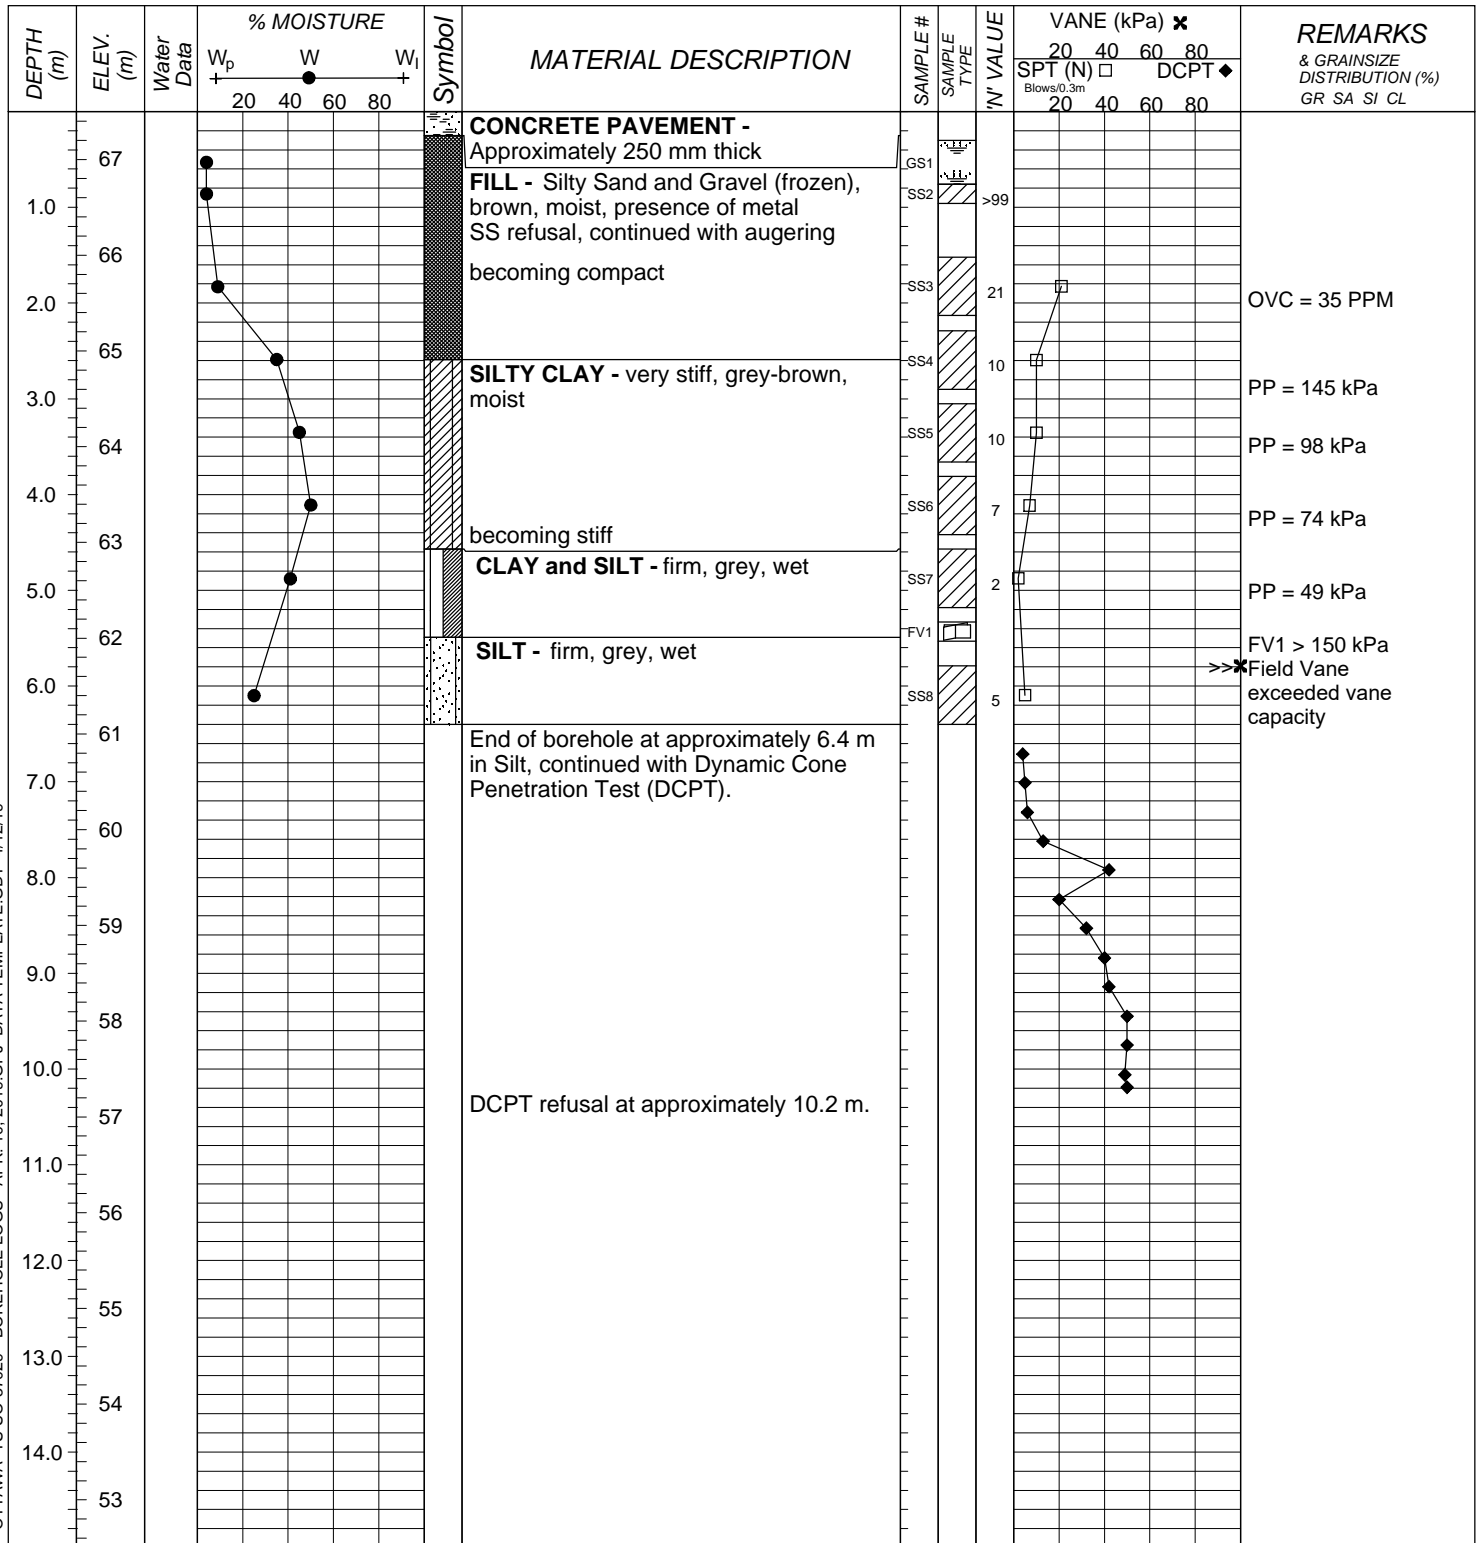 DEPTH (m)
ELEV. (m)
Water Data
% MOISTURE
Wp W Wl
20 40 60 80
Symbol
MATERIAL DESCRIPTION
SAMPLE #
SAMPLE TYPE
'N' VALUE
VANE (kPa) ✖
20 40 60 80
SPT (N) □ DCPT ◆
Blows/0.3m
20 40 60 80
REMARKS
& GRAINSIZE
DISTRIBUTION (%)
GR SA SI CL
CONCRETE PAVEMENT -
Approximately 250 mm thick
67
GS1
FILL - Silty Sand and Gravel (frozen),
brown, moist, presence of metal
SS refusal, continued with augering
SS2
>99
1.0
66
becoming compact
SS3
21
2.0
OVC = 35 PPM
65
SS4
10
SILTY CLAY - very stiff, grey-brown,
moist
PP = 145 kPa
3.0
SS5
10
64
PP = 98 kPa
4.0
SS6
7
PP = 74 kPa
becoming stiff
63
CLAY and SILT - firm, grey, wet
SS7
2
5.0
PP = 49 kPa
62
FV1
SILT - firm, grey, wet
FV1 > 150 kPa
>>✖ Field Vane
exceeded vane
capacity
6.0
SS8
5
61
End of borehole at approximately 6.4 m
in Silt, continued with Dynamic Cone
Penetration Test (DCPT).
7.0
60
8.0
59
9.0
58
10.0
DCPT refusal at approximately 10.2 m.
57
11.0
56
12.0
55
13.0
54
14.0
53